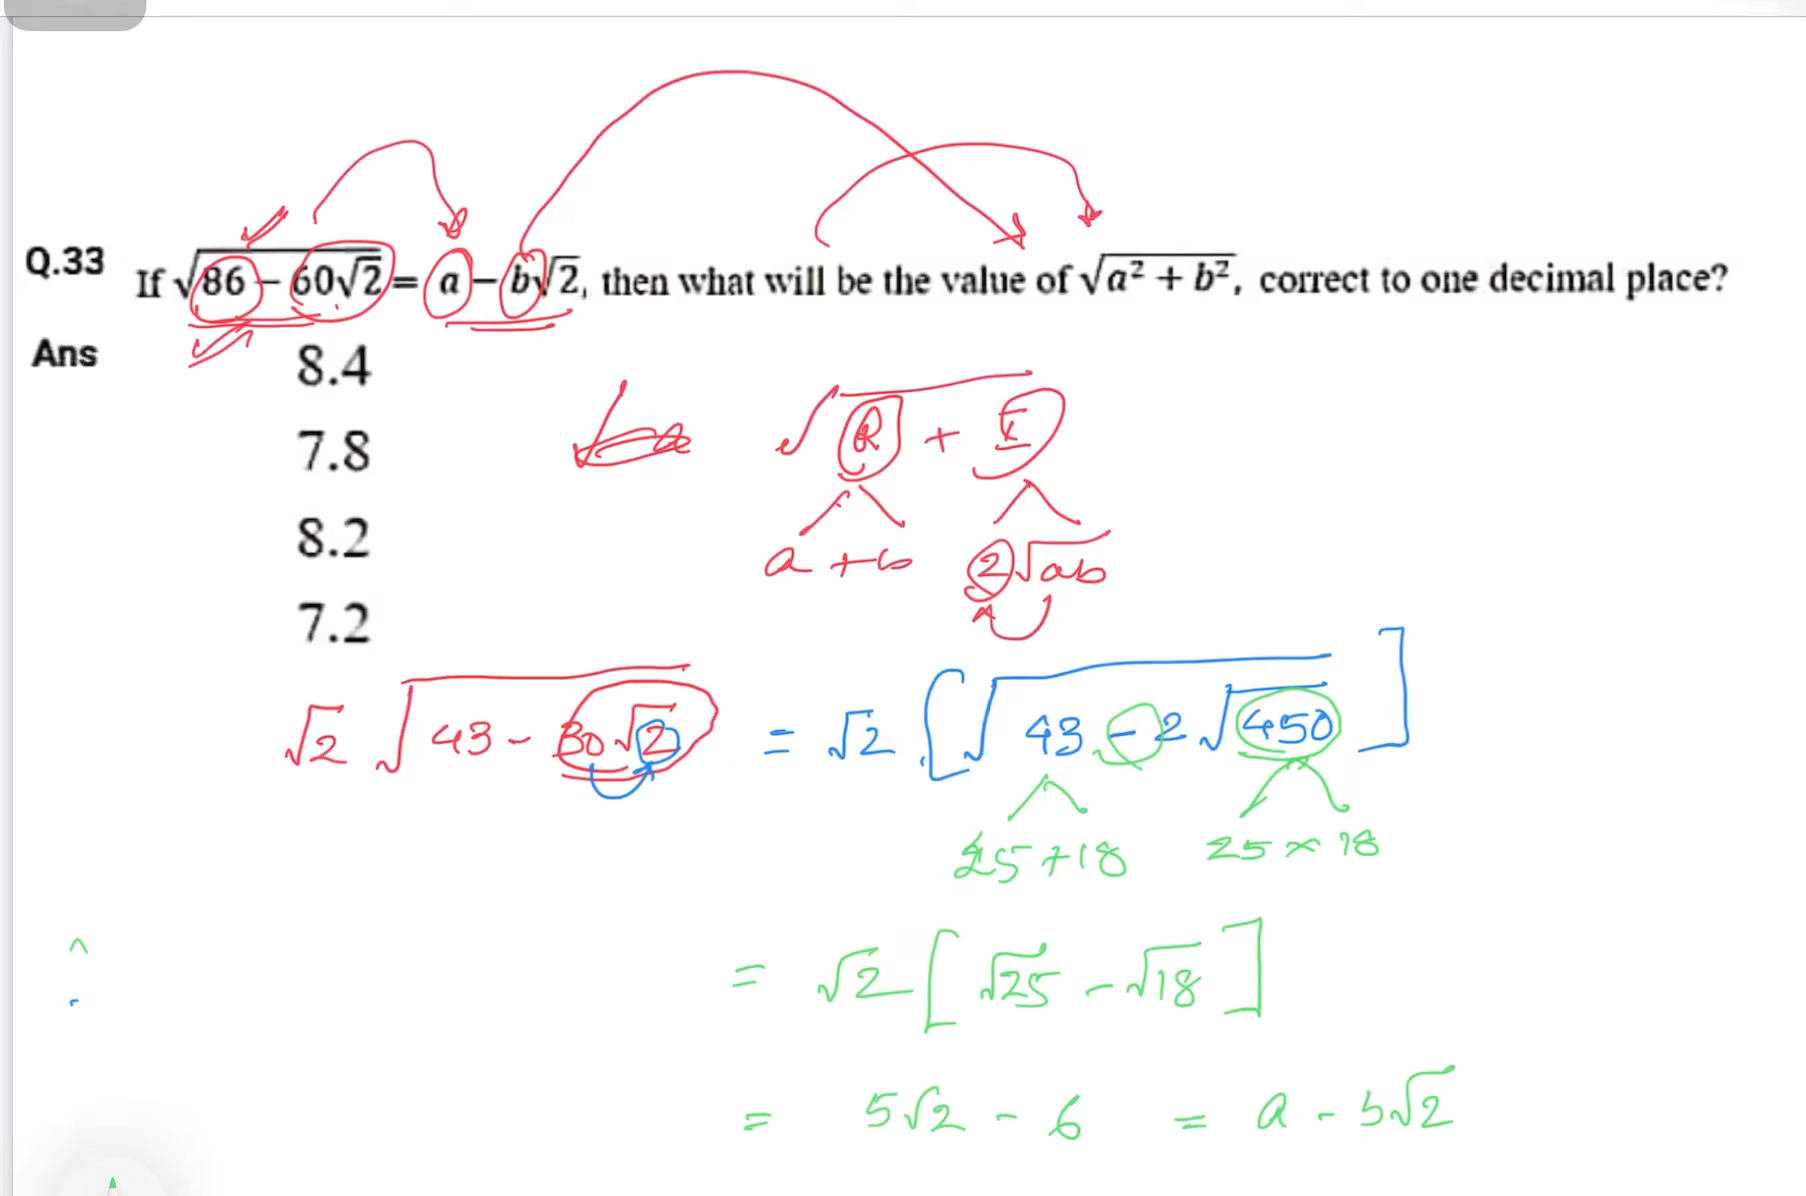 Q.33 If √(86 − 60√2) = a − b√2, then what will be the value of √(a² + b²), correct to one decimal place?
Ans
8.4
7.8
8.2
7.2
√(R + I)
a + b 2√ab
√2 √(43 - 30√2) = √2 [√(43 - 2√450)]
25 + 18 25 × 18
= √2 [√25 - √18]
= 5√2 - 6 = a - b√2